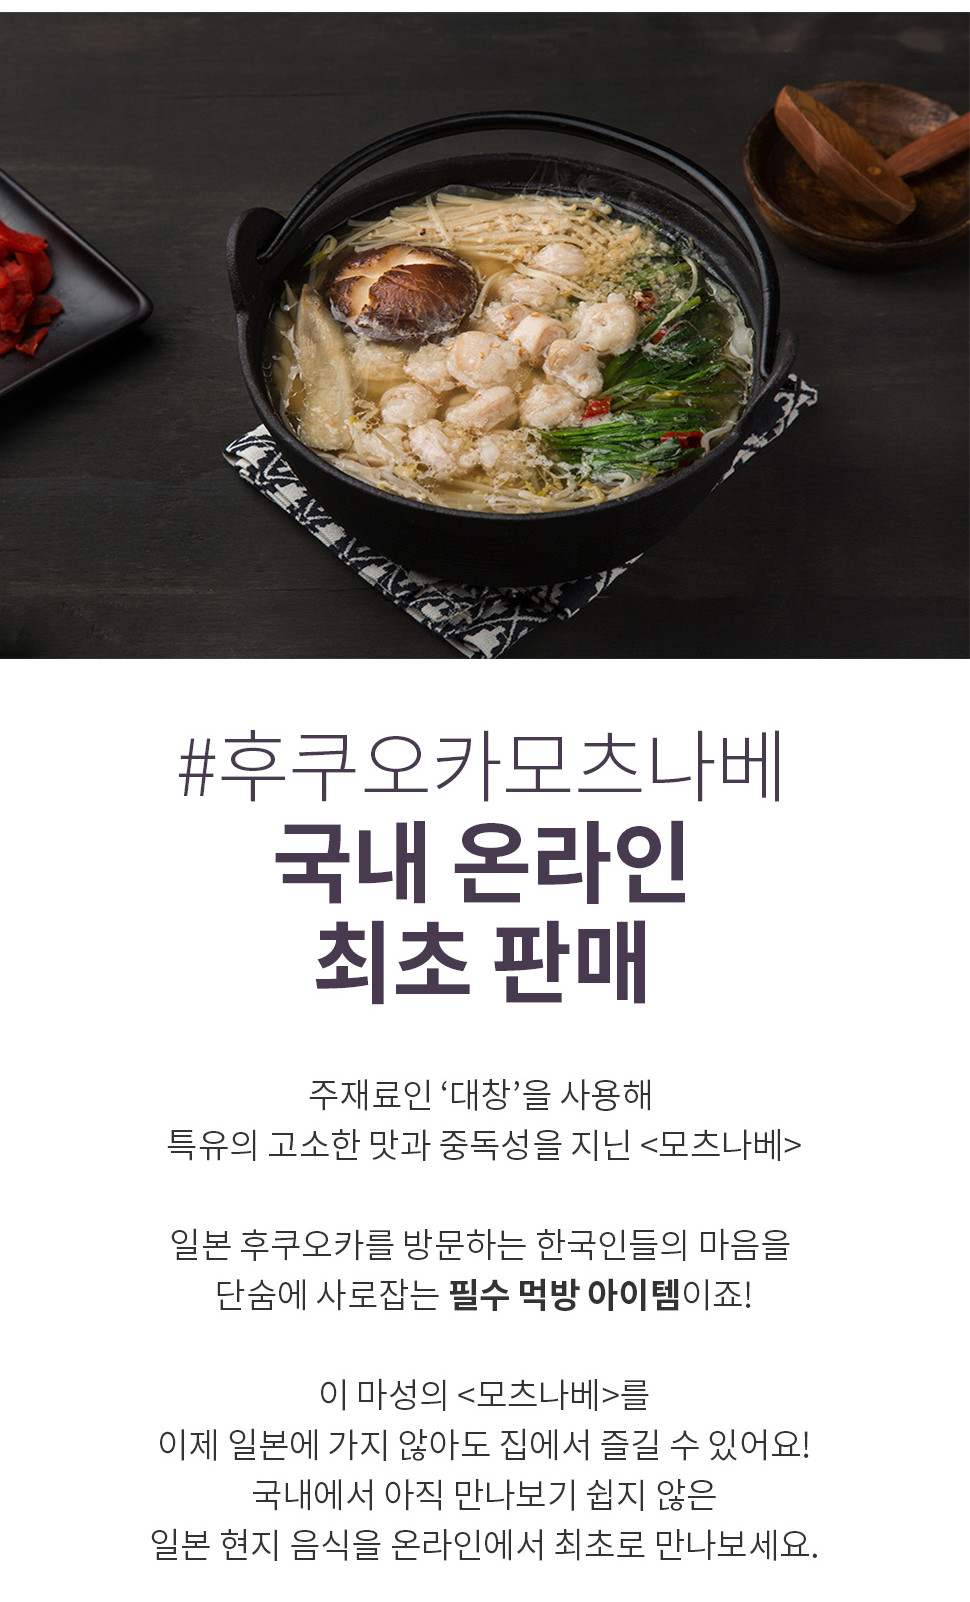 #후쿠오카모츠나베
국내 온라인
최초 판매
주재료인 ‘대창’을 사용해
특유의 고소한 맛과 중독성을 지닌 <모츠나베>
일본 후쿠오카를 방문하는 한국인들의 마음을
단숨에 사로잡는 필수 먹방 아이템이죠!
이 마성의 <모츠나베>를
이제 일본에 가지 않아도 집에서 즐길 수 있어요!
국내에서 아직 만나보기 쉽지 않은
일본 현지 음식을 온라인에서 최초로 만나보세요.